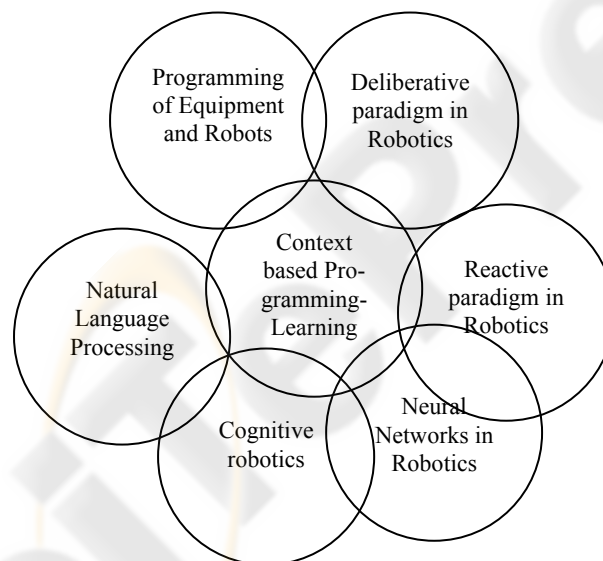 Programming
of Equipment
and Robots
Deliberative
paradigm in
Robotics
Context
based Pro-
gramming-
Learning
Natural
Language
Processing
Reactive
paradigm in
Robotics
Cognitive
robotics
Neural
Networks in
Robotics